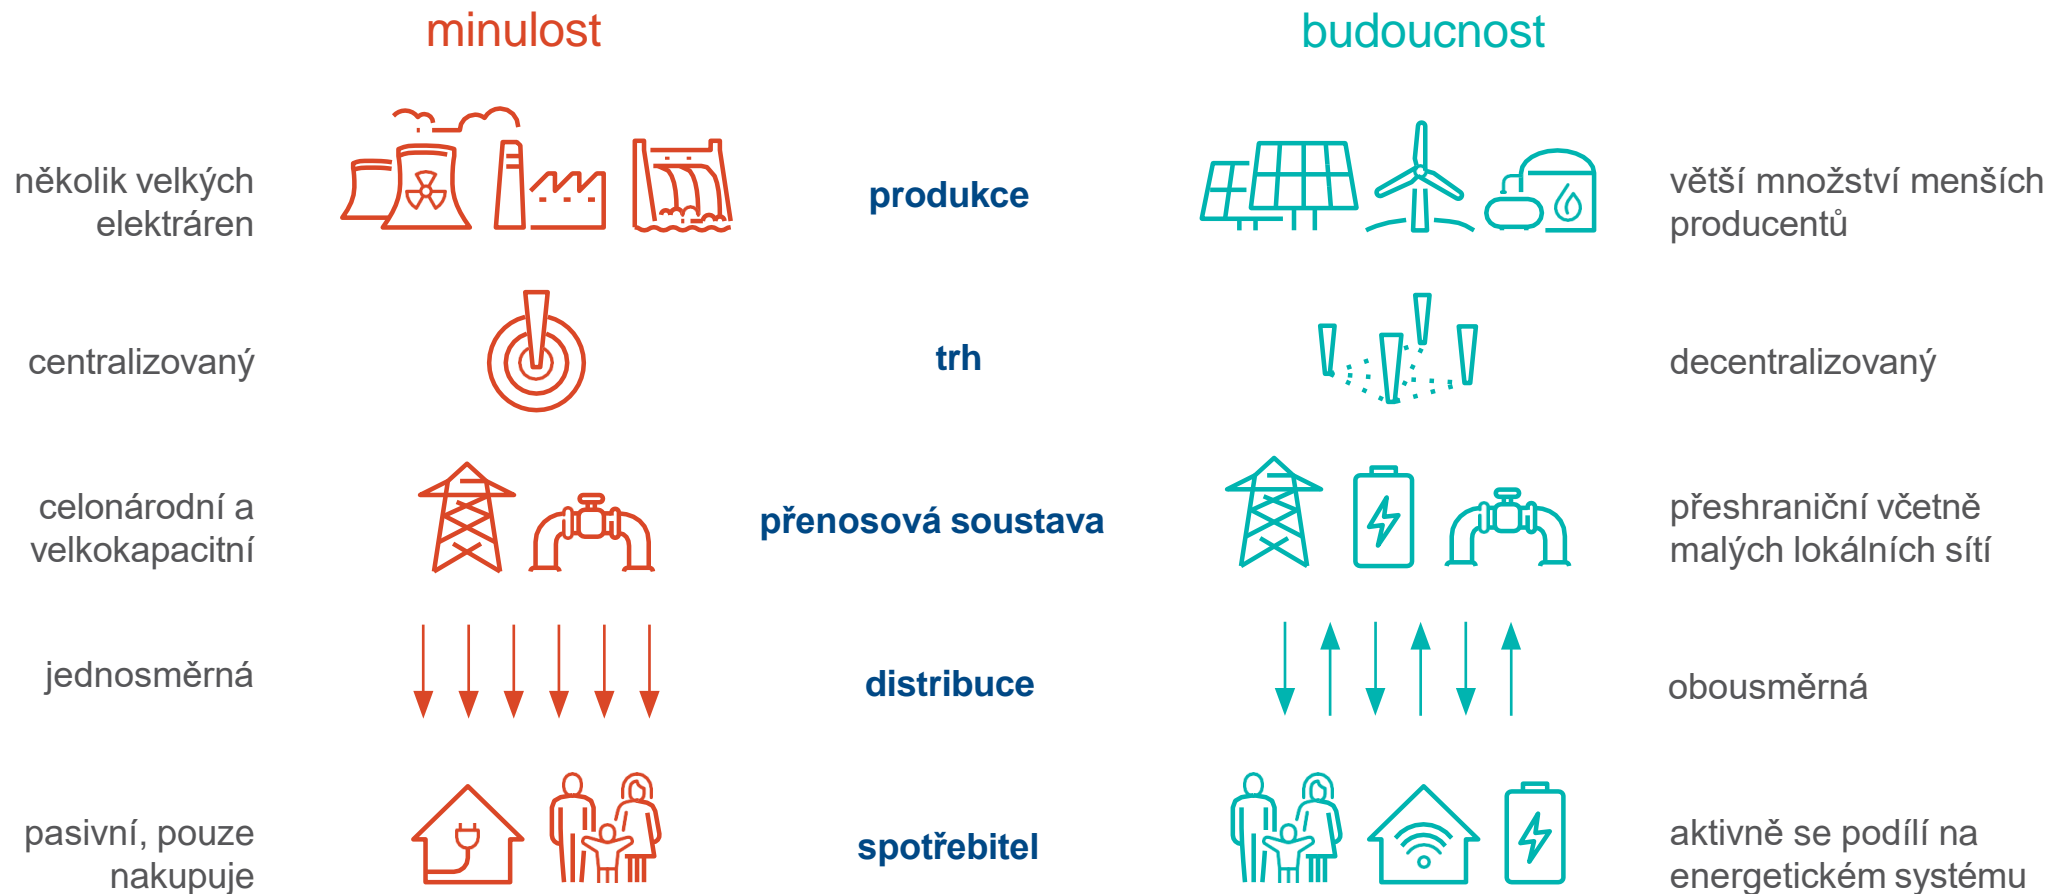 minulost
budoucnost
několik velkých
elektráren
produkce
větší množství menších
producentů
centralizovaný
trh
decentralizovaný
celonárodní a
velkokapacitní
přenosová soustava
přeshraniční včetně
malých lokálních sítí
jednosměrná
distribuce
obousměrná
pasivní, pouze
nakupuje
spotřebitel
aktivně se podílí na
energetickém systému